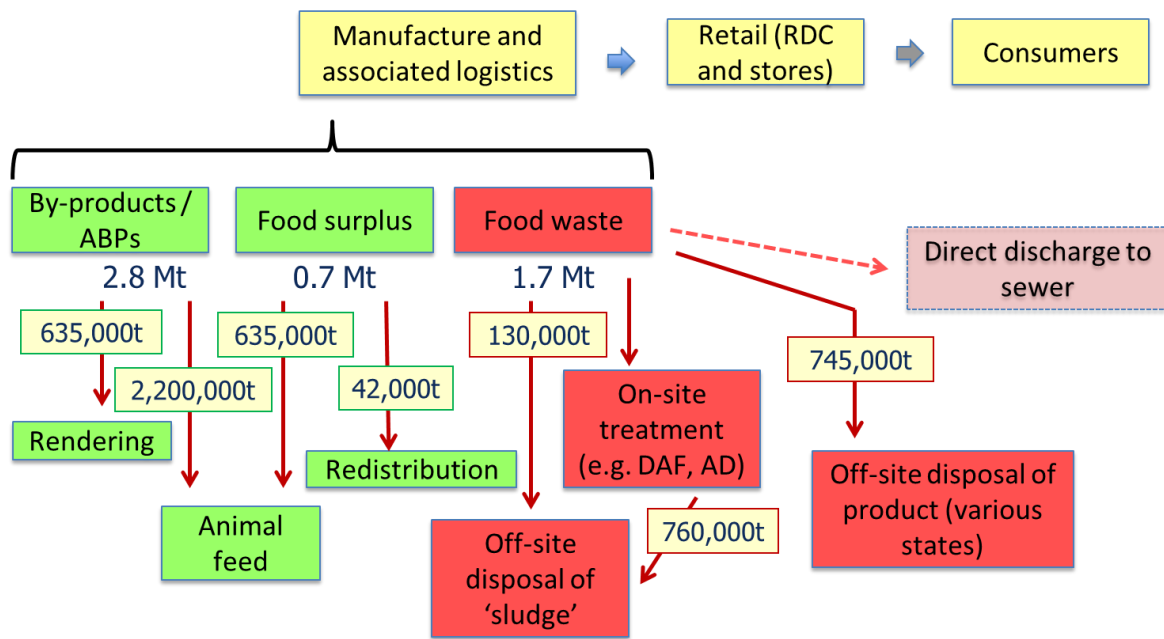 Manufacture and
associated logistics
Retail (RDC
and stores)
Consumers
By-products /
ABPs
Food surplus
Food waste
Direct discharge to
sewer
2.8 Mt
0.7 Mt
1.7 Mt
635,000t
635,000t
130,000t
745,000t
2,200,000t
42,000t
On-site
treatment
(e.g. DAF, AD)
Rendering
Redistribution
Off-site disposal of
product (various
states)
Animal
feed
760,000t
Off-site
disposal of
‘sludge’